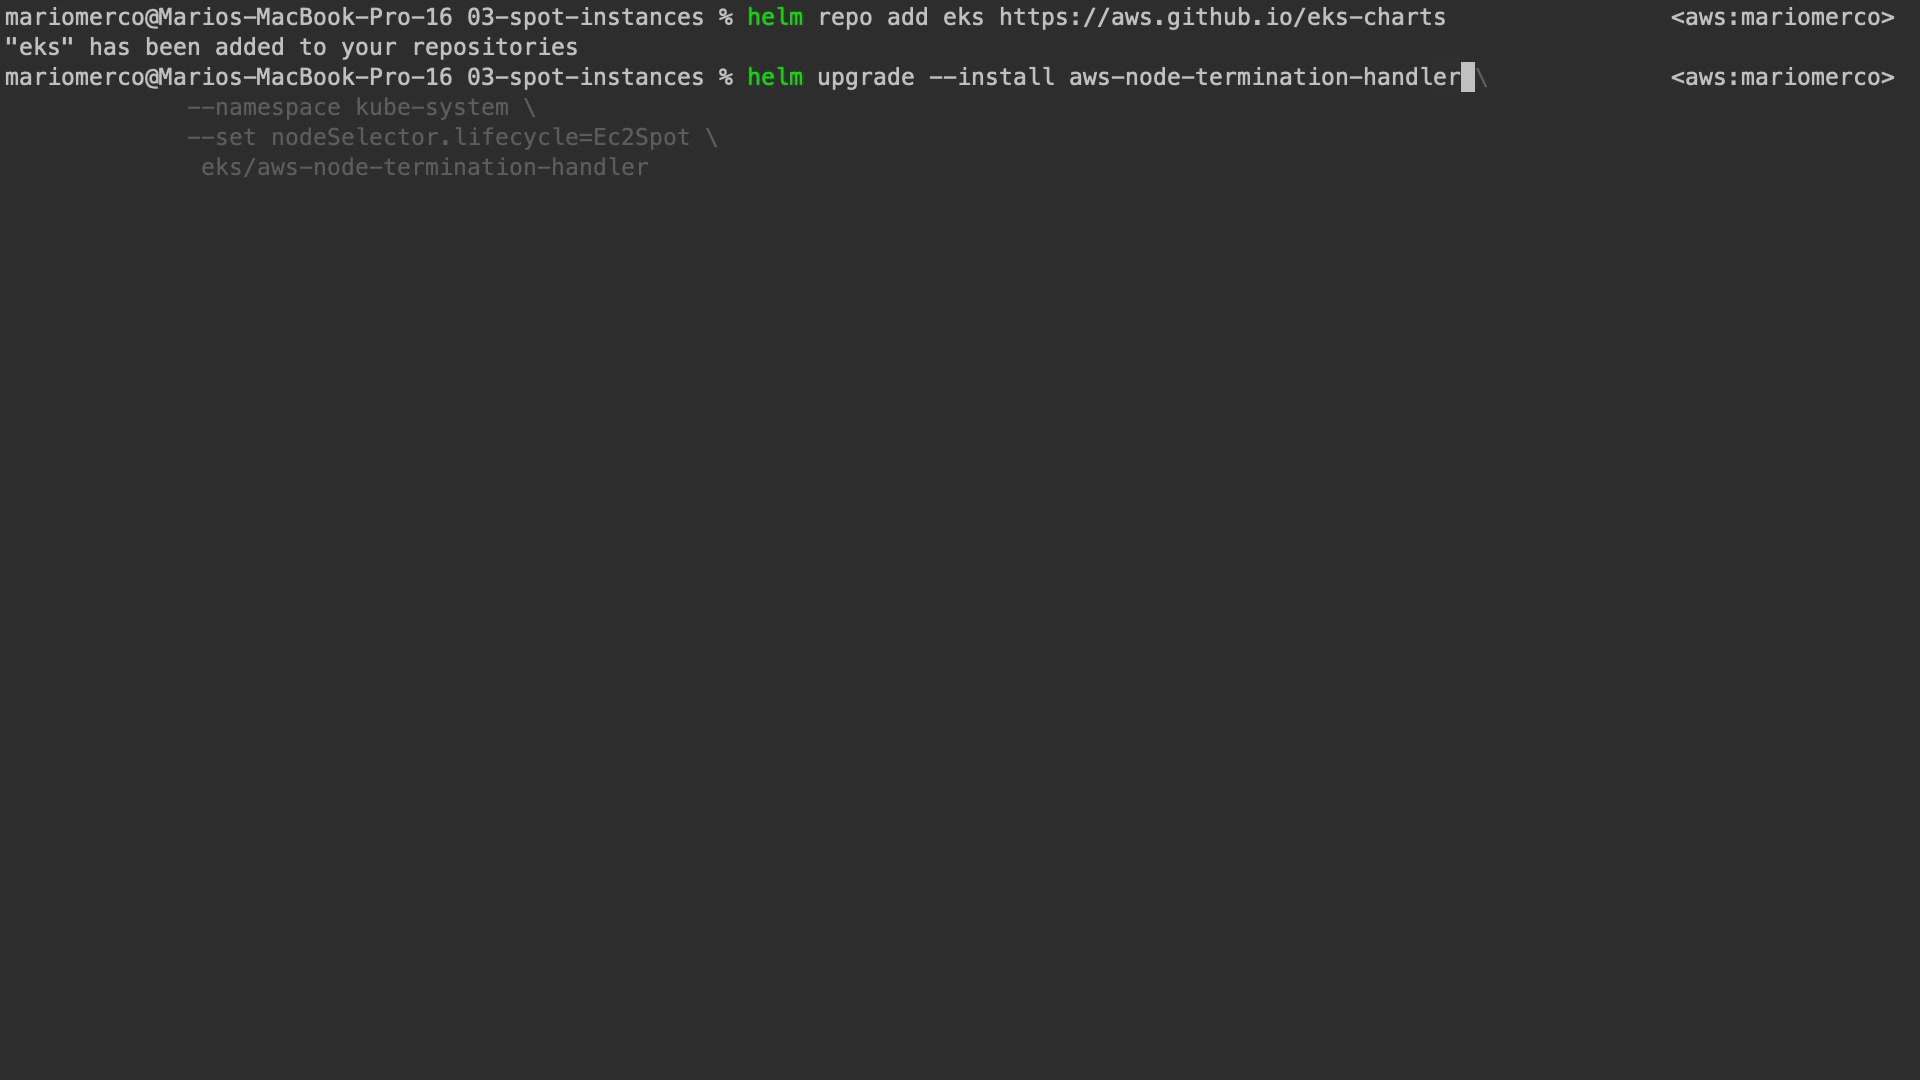 mariomerco@Marios-MacBook-Pro-16 03-spot-instances % helm repo add eks https://aws.github.io/eks-charts <aws:mariomerco>
"eks" has been added to your repositories
mariomerco@Marios-MacBook-Pro-16 03-spot-instances % helm upgrade --install aws-node-termination-handler \ <aws:mariomerco>
--namespace kube-system \
--set nodeSelector.lifecycle=Ec2Spot \
eks/aws-node-termination-handler